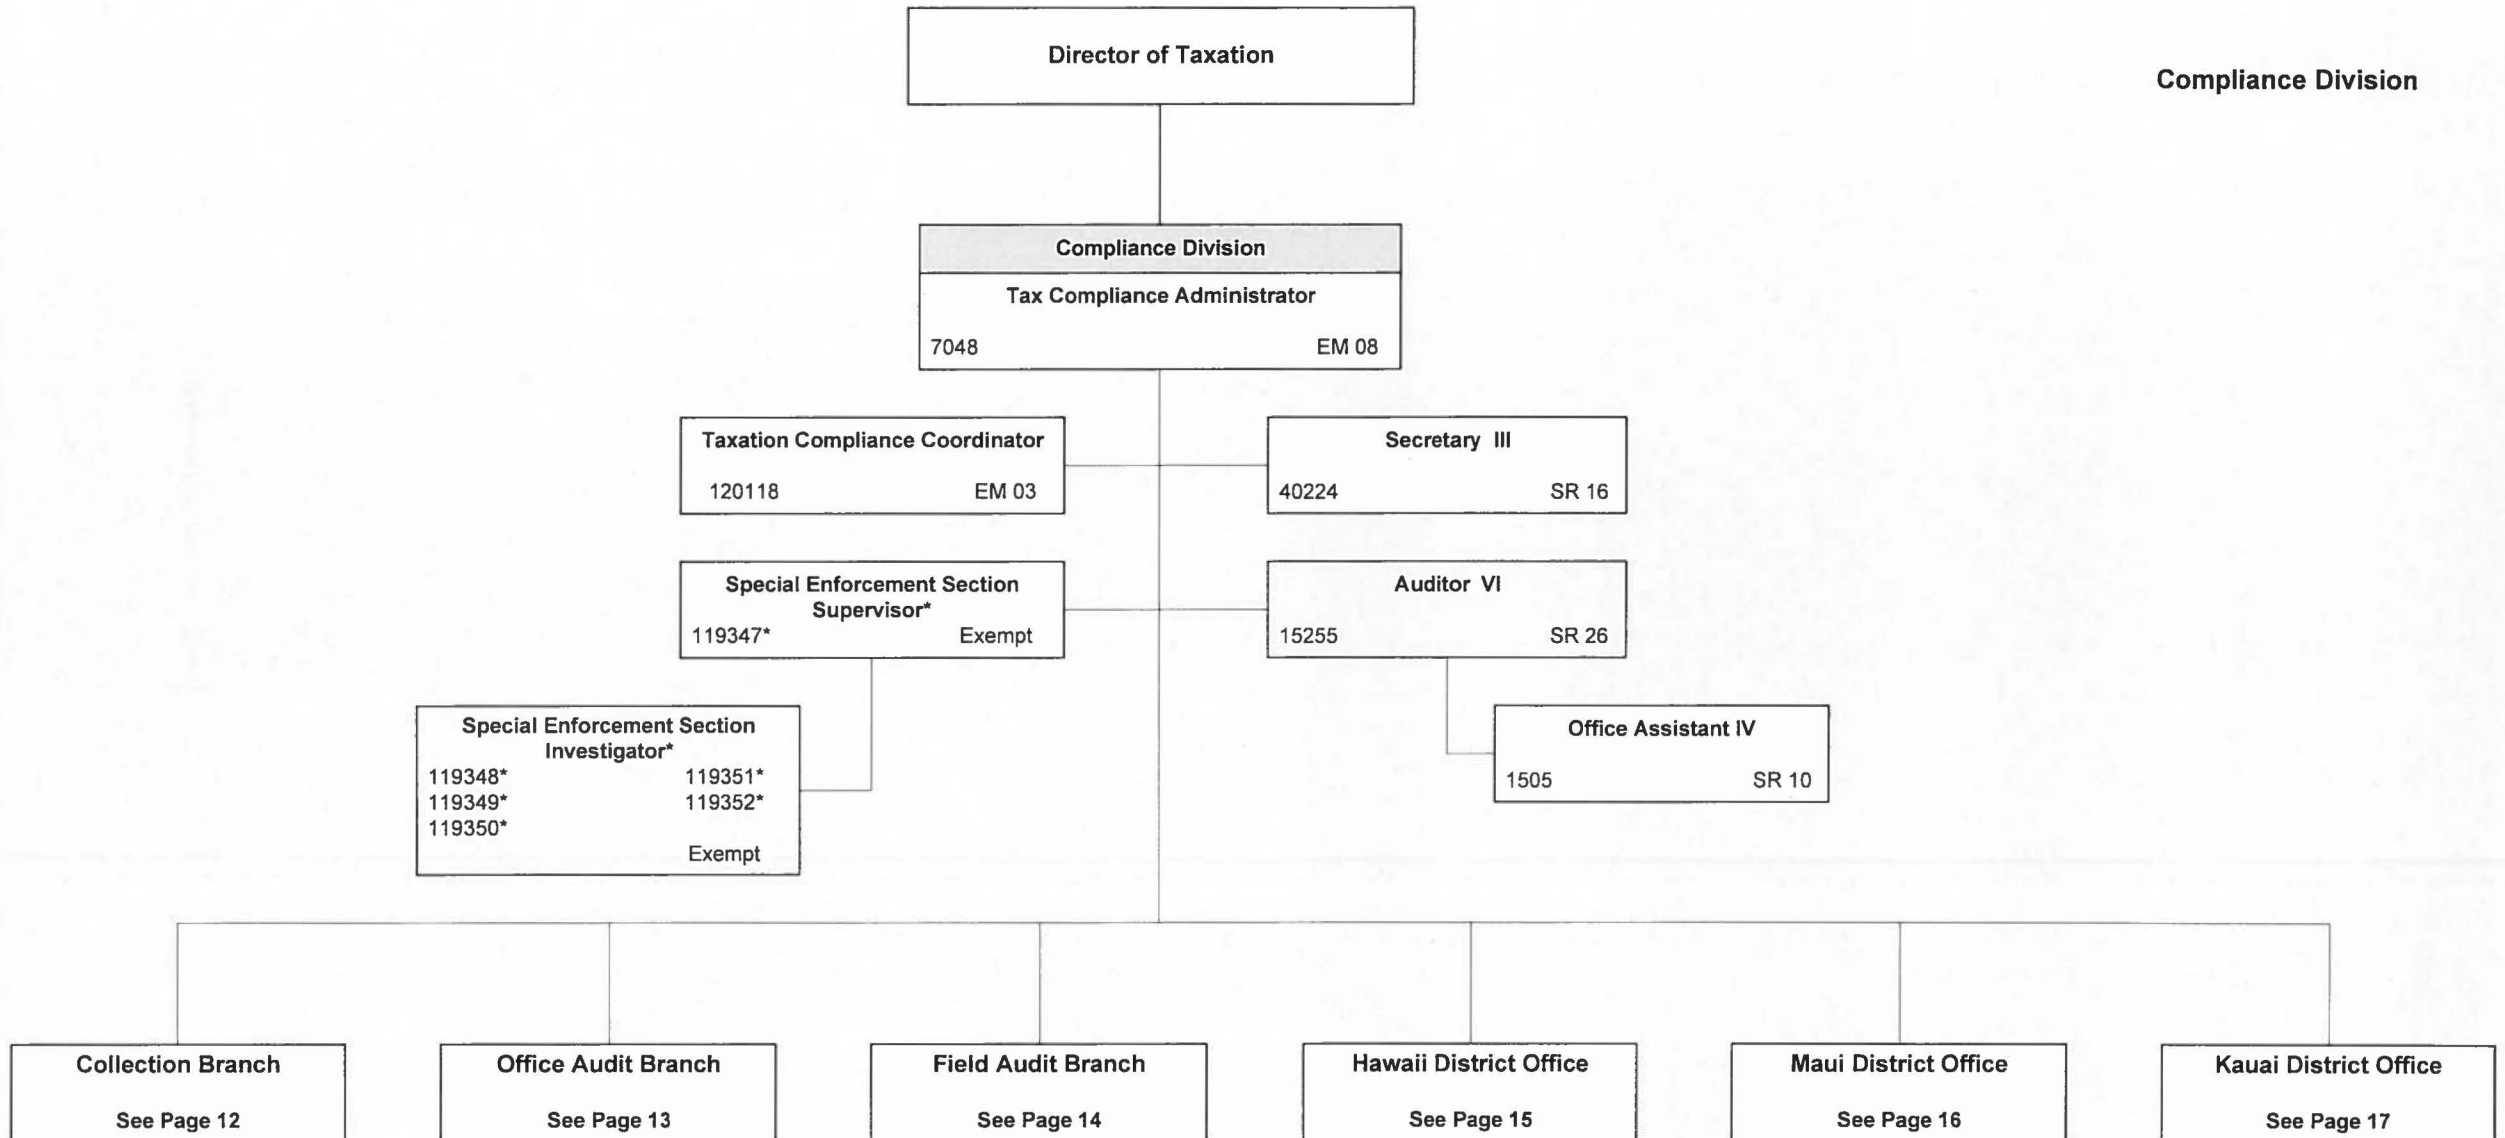 Director of Taxation
Compliance Division
Compliance Division
Tax Compliance Administrator
7048 EM 08
Taxation Compliance Coordinator
120118 EM 03
Secretary III
40224 SR 16
Special Enforcement Section
Supervisor*
119347* Exempt
Auditor VI
15255 SR 26
Special Enforcement Section
Investigator*
119348* 119351*
119349* 119352*
119350*
Exempt
Office Assistant IV
1505 SR 10
Collection Branch
See Page 12
Office Audit Branch
See Page 13
Field Audit Branch
See Page 14
Hawaii District Office
See Page 15
Maui District Office
See Page 16
Kauai District Office
See Page 17